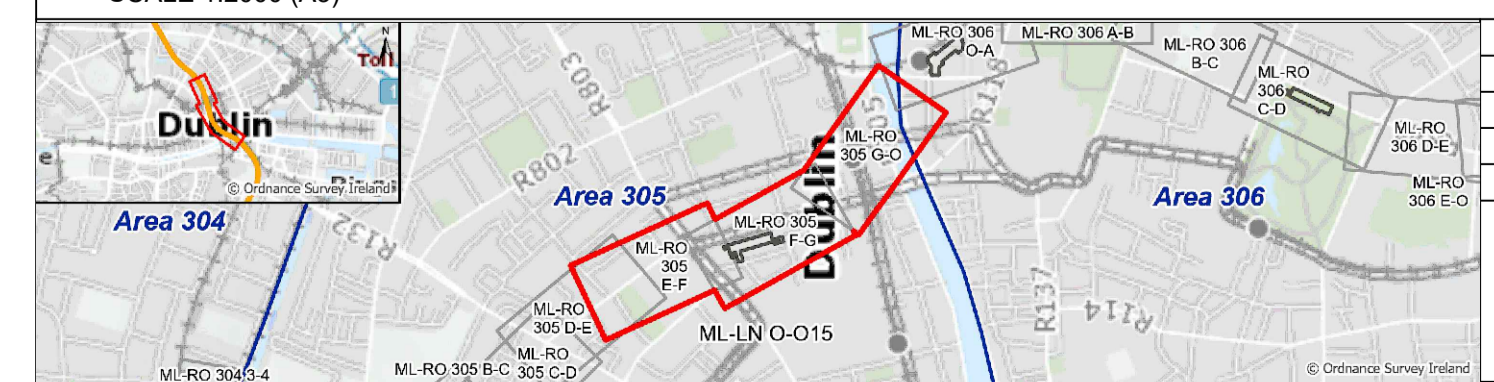 Toll
Dublin
© Ordnance Survey Ireland
Area 304
R132
ML-RO 304 3-4
R803
R802
Area 305
ML-RO 305 B-C
ML-RO
305 C-D
ML-RO
305 D-E
ML-RO
305
E-F
ML-RO 305
F-G
ML-LN O-O15
Dublin
ML-RO
305 G-O
ML-RO 306
O-A
ML-RO 306 A-B
R118
ML-RO 306
B-C
ML-RO
306
C-D
ML-RO
306 D-E
ML-RO
306 E-O
Area 306
R137
R114
© Ordnance Survey Ireland